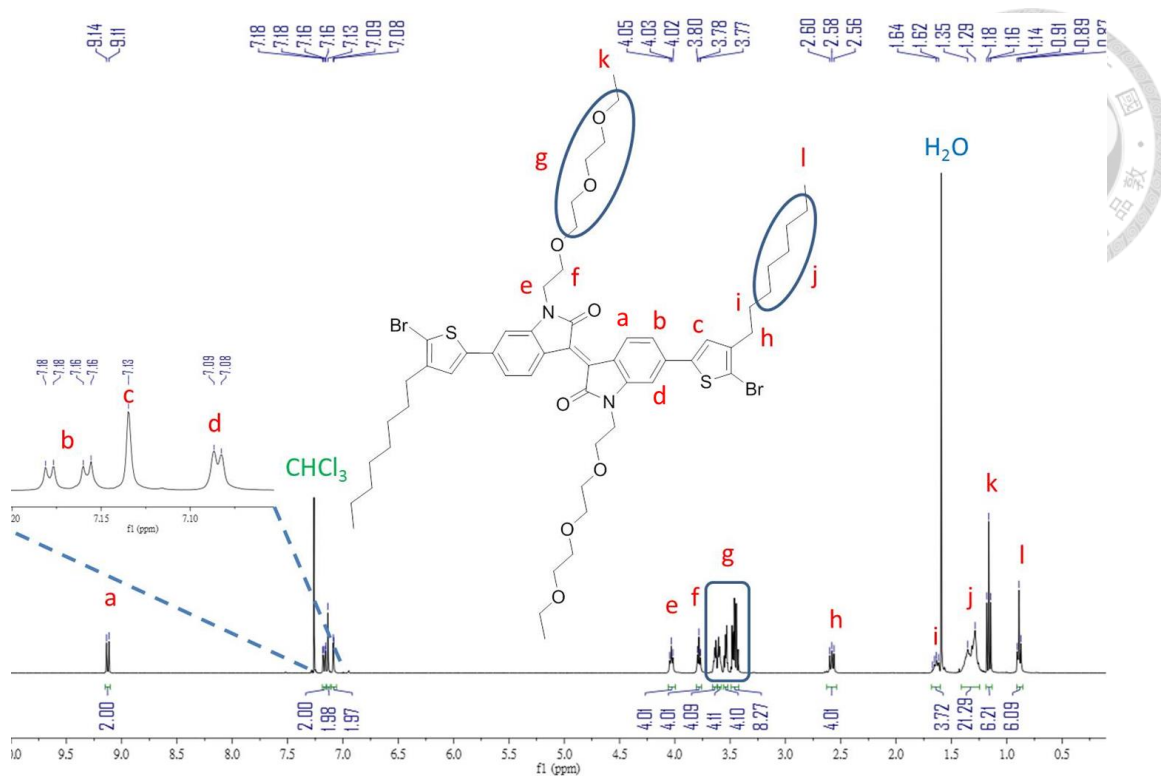 9.14 9.11 7.18 7.18 7.16 7.16 7.13 7.09 7.08 4.05 4.03 4.02 3.80 3.78 3.77 2.60 2.58 2.56 1.64 1.62 1.35 1.29 1.18 1.16 1.14 0.91 0.89 0.87
k
O
g
O
H₂O
l
O
j
e
f
i
N
O
a
b
c
h
Br
S
S
Br
O
N
d
7.18 7.18 7.16 7.16 7.13 7.09 7.08
c
b
d
CHCl₃
O
O
O
20 7.15 7.10
f1 (ppm)
k
g
l
a
e
f
j
h
i
2.00 2.00 1.98 1.97 4.01 4.01 4.09 4.11 4.10 8.27 4.01 3.72 21.29 6.21 6.09
9.0 8.5 8.0 7.5 7.0 6.5 6.0 5.5 5.0 4.5 4.0 3.5 3.0 2.5 2.0 1.5 1.0 0.5
f1 (ppm)
國
敦
品